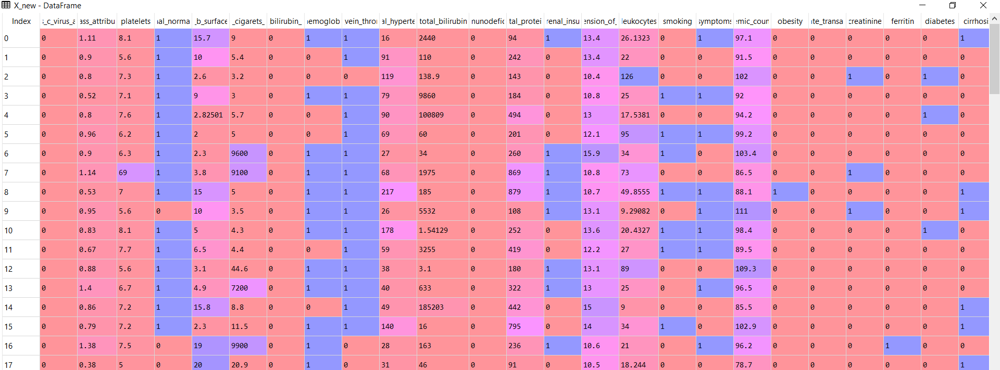 X_new - DataFrame
Index s_c_virus_a ass_attribu platelets nal_norma _b_surface _cigarets_ bilirubin_ hemoglob vein_thror al_hyperte total_bilirubin nunodefic tal_protei renal_insu ension_of_ leukocytes smoking symptoms emic_coun obesity ate_transa creatinine ferritin diabetes cirrhosi
0 0 1.11 8.1 1 15.7 9 0 1 1 16 2440 0 94 1 13.4 26.1323 0 1 97.1 0 0 0 0 0 1
1 0 0.9 5.6 1 10 5.4 0 0 1 91 110 0 242 0 13.4 22 0 0 91.5 0 0 0 0 0 0
2 0 0.8 7.3 1 2.6 3.2 0 0 0 119 138.9 0 143 0 10.4 126 0 0 102 0 0 1 0 1 0
3 0 0.52 7.1 1 9 3 0 1 1 79 9860 0 184 0 10.8 25 1 1 92 0 0 0 0 0 0
4 0 0.8 7.6 1 2.82501 5.7 0 0 1 90 100809 0 494 0 13 17.5381 0 0 94.2 0 0 0 0 1 0
5 0 0.96 6.2 1 2 5 0 0 1 69 60 0 201 0 12.1 95 1 1 99.2 0 0 0 0 0 0
6 0 0.9 6.3 1 2.3 9600 0 1 1 27 34 0 260 1 15.9 34 1 0 103.4 0 0 0 0 0 0
7 0 1.14 69 1 3.8 9100 0 1 1 68 1975 0 869 1 10.8 73 0 0 86.5 0 0 1 0 0 0
8 0 0.53 7 1 15 5 0 1 1 217 185 0 879 1 10.7 49.8555 1 1 88.1 1 0 0 0 0 1
9 0 0.95 5.6 0 10 3.5 0 1 1 26 5532 0 108 1 13.1 9.29082 0 1 111 0 0 1 0 0 1
10 0 0.83 8.1 1 5 4.3 0 1 1 178 1.54129 0 252 0 13.6 20.4327 1 1 98.4 0 0 0 0 1 0
11 0 0.67 7.7 1 6.5 4.4 0 0 1 59 3255 0 419 0 12.2 27 1 1 89.5 0 0 0 0 0 0
12 0 0.88 5.6 1 3.1 44.6 0 1 1 38 3.1 0 180 1 13.1 89 0 0 109.3 0 0 0 0 0 0
13 0 1.4 6.7 1 4.9 7200 0 1 1 40 633 0 322 1 13 25 0 1 96.5 0 0 0 0 0 0
14 0 0.86 7.2 1 15.8 8.8 0 0 1 49 185203 0 442 0 15 9 0 0 85.5 0 0 0 0 0 1
15 0 0.79 7.2 1 2.3 11.5 0 1 1 140 16 0 795 0 14 34 1 0 102.9 0 0 0 0 0 1
16 0 1.38 7.5 0 19 9900 0 1 0 28 163 0 236 1 10.6 21 0 1 96.2 0 0 0 1 0 0
17 0 0.38 5 0 20 20.9 0 1 0 31 46 0 91 0 10.5 18.244 0 0 78.7 0 0 0 0 0 1